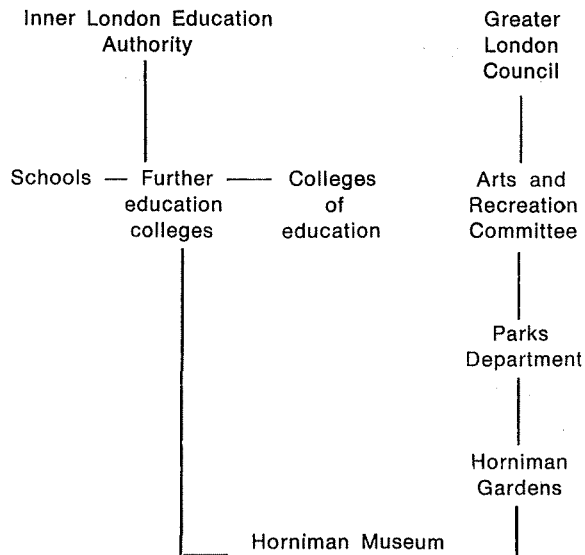 Inner London Education
Authority
Greater
London
Council
Schools
Further
education
colleges
Colleges
of
education
Arts and
Recreation
Committee
Parks
Department
Horniman
Gardens
Horniman Museum